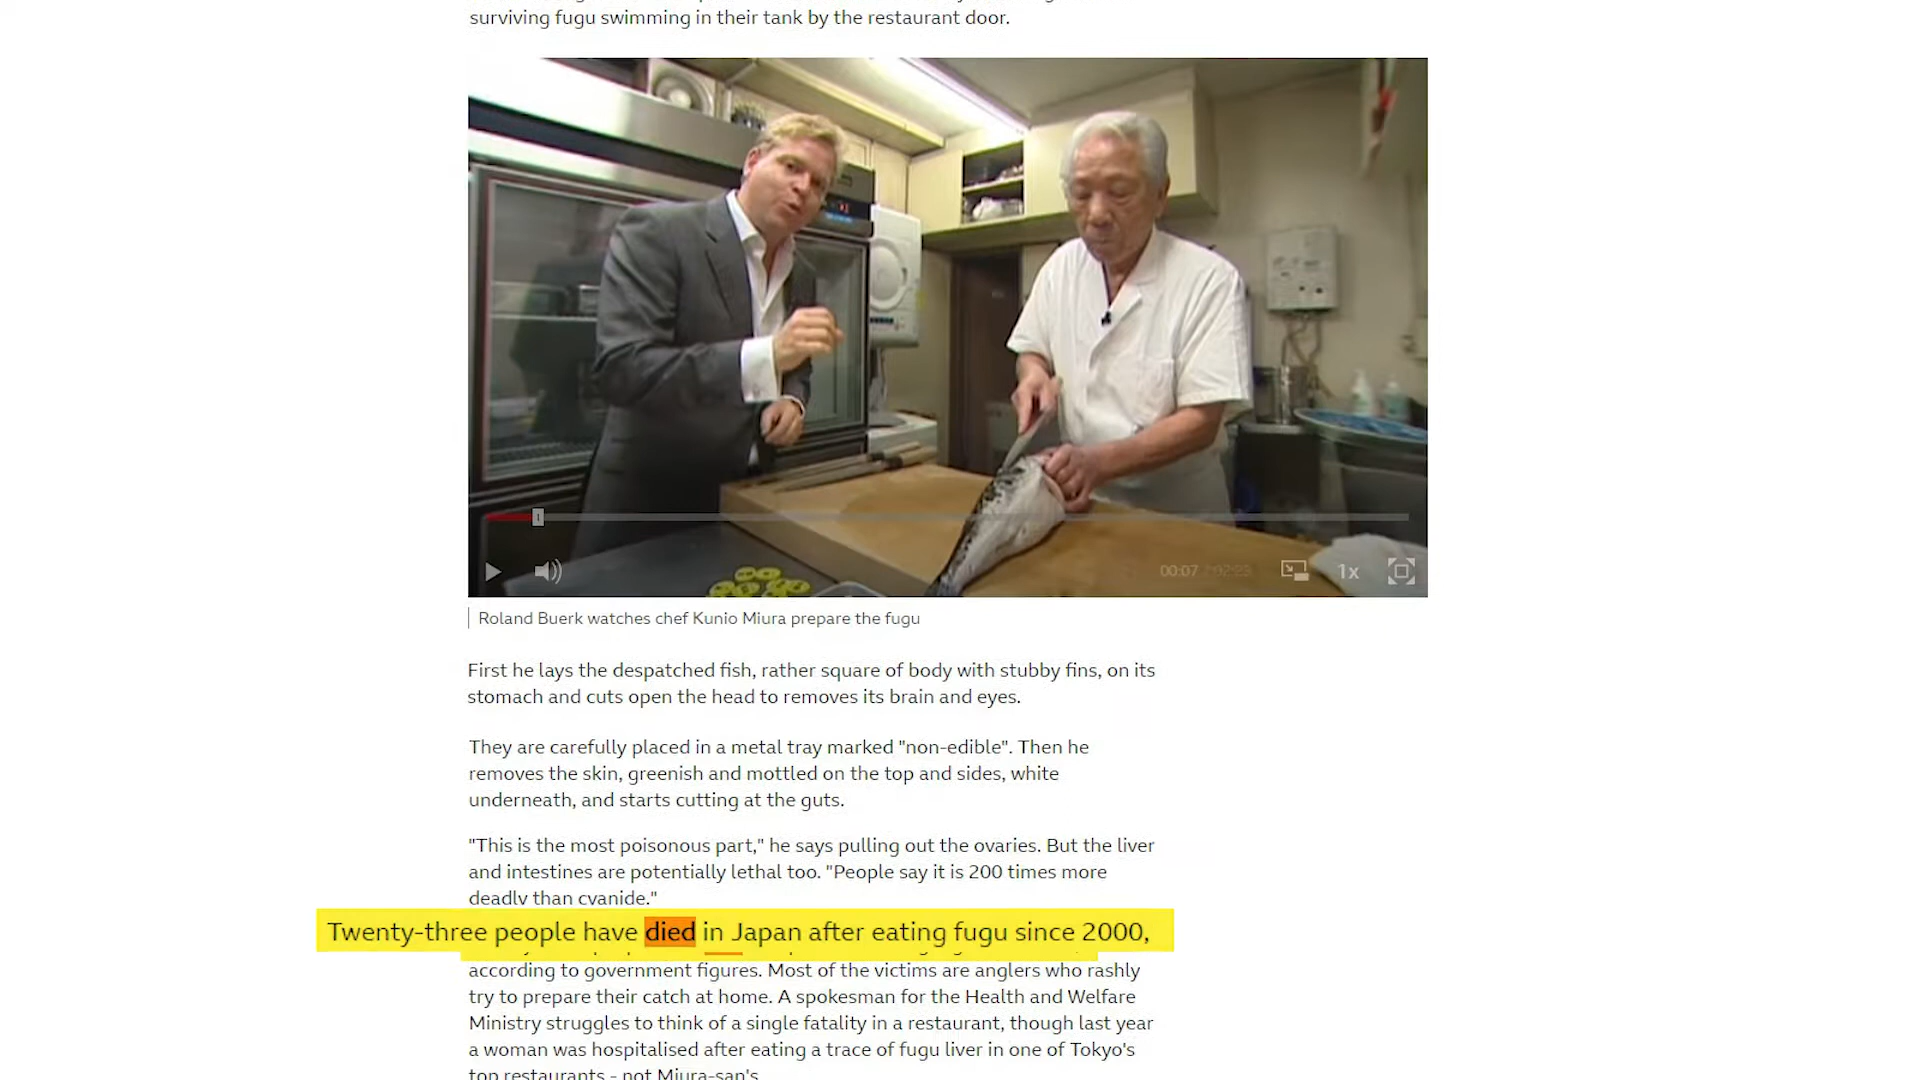 surviving fugu swimming in their tank by the restaurant door.
00:07 / 02:23
1x
Roland Buerk watches chef Kunio Miura prepare the fugu
First he lays the despatched fish, rather square of body with stubby fins, on its
stomach and cuts open the head to removes its brain and eyes.
They are carefully placed in a metal tray marked "non-edible". Then he
removes the skin, greenish and mottled on the top and sides, white
underneath, and starts cutting at the guts.
"This is the most poisonous part," he says pulling out the ovaries. But the liver
and intestines are potentially lethal too. "People say it is 200 times more
deadly than cyanide."
Twenty-three people have died in Japan after eating fugu since 2000,
according to government figures. Most of the victims are anglers who rashly
try to prepare their catch at home. A spokesman for the Health and Welfare
Ministry struggles to think of a single fatality in a restaurant, though last year
a woman was hospitalised after eating a trace of fugu liver in one of Tokyo's
top restaurants - not Miura-san's.